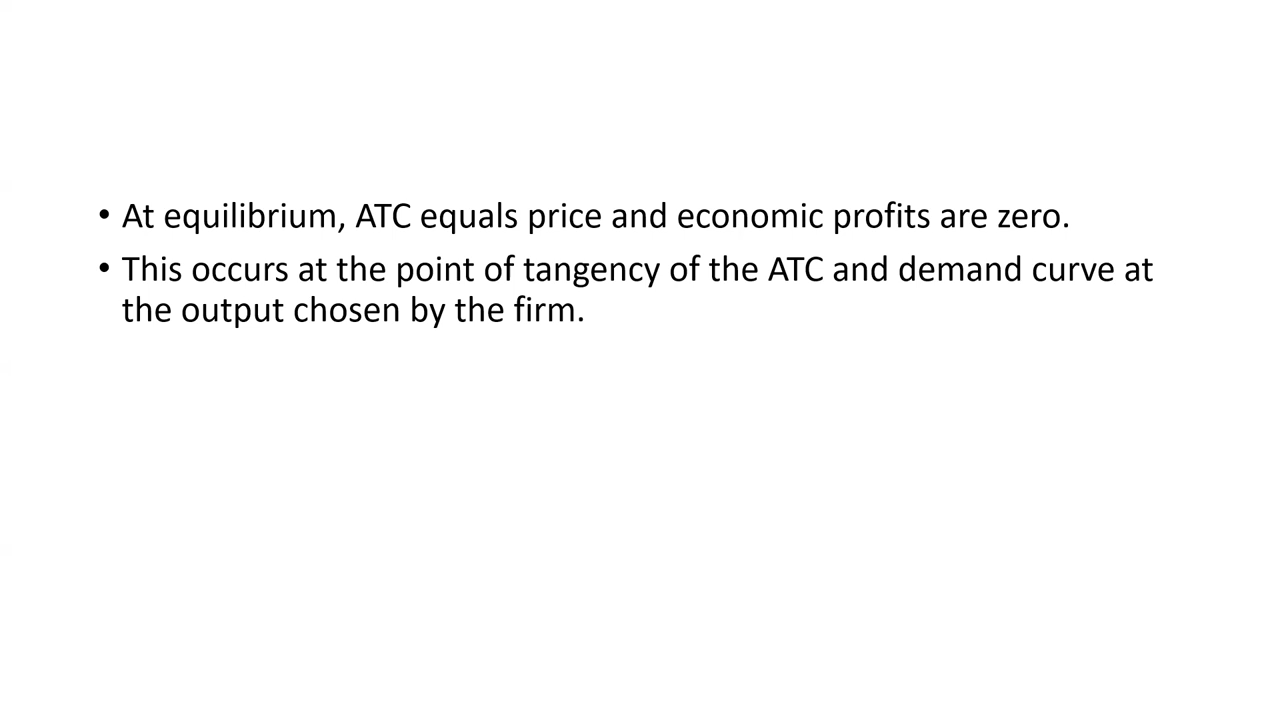 • At equilibrium, ATC equals price and economic profits are zero.
• This occurs at the point of tangency of the ATC and demand curve at
the output chosen by the firm.